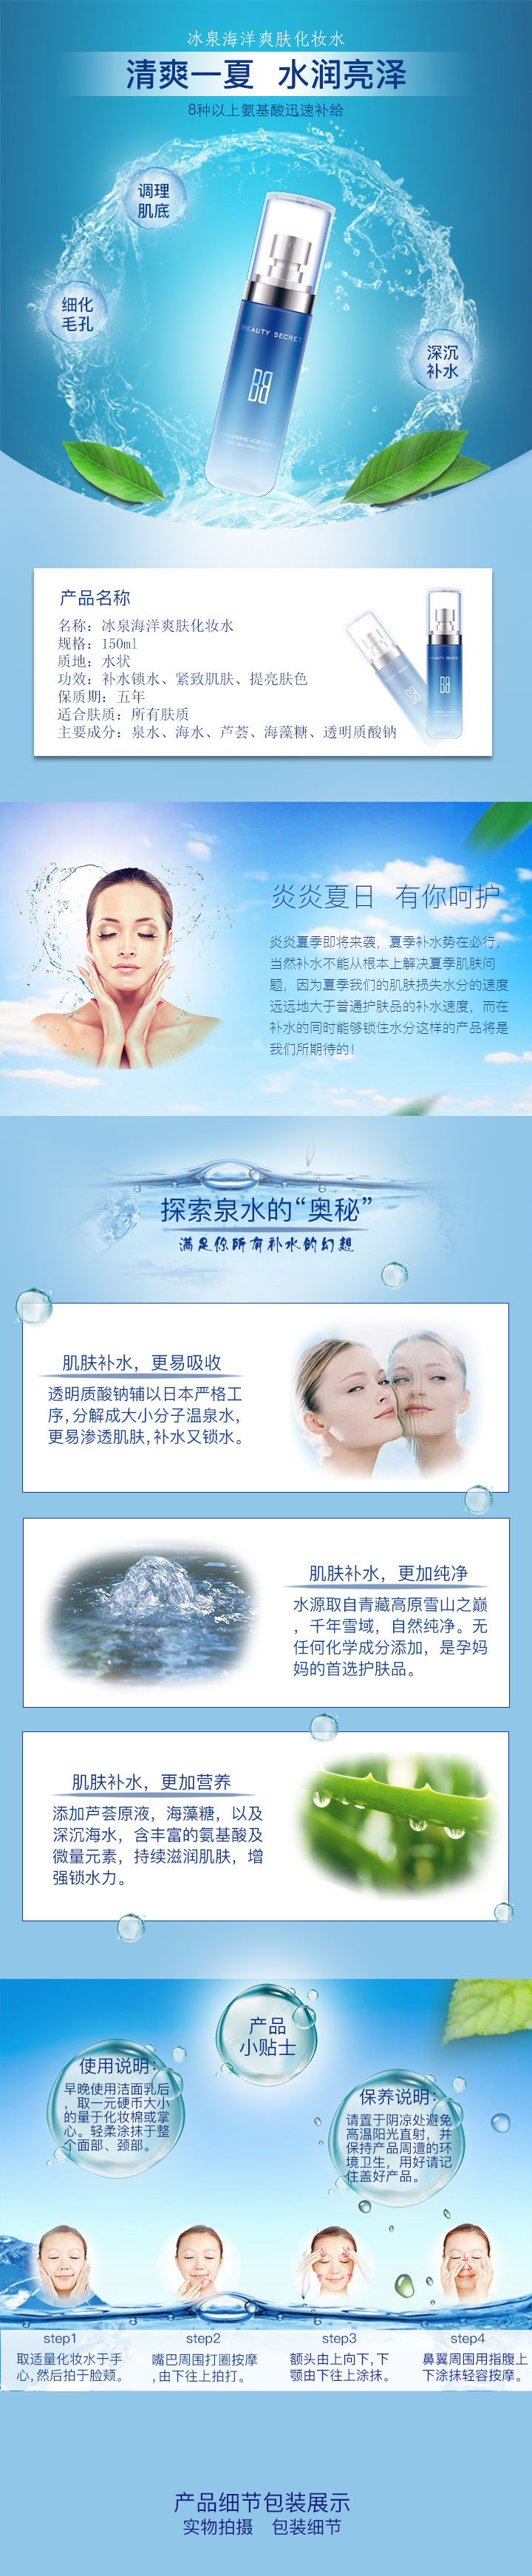 冰泉海洋爽肤化妆水
清爽一夏 水润亮泽
8种以上氨基酸迅速补给
调理
肌底
细化
毛孔
深沉
补水
BEAUTY SECRET
产品名称
名称：冰泉海洋爽肤化妆水
规格：150ml
质地：水状
功效：补水锁水、紧致肌肤、提亮肤色
保质期：五年
适合肤质：所有肤质
主要成分：泉水、海水、芦荟、海藻糖、透明质酸钠
BEAUTY SECRET
炎炎夏日 有你呵护
炎炎夏季即将来袭，夏季补水势在必行，
当然补水不能从根本上解决夏季肌肤问
题，因为夏季我们的肌肤损失水分的速度
远远地大于普通护肤品的补水速度，而在
补水的同时能够锁住水分这样的产品将是
我们所期待的！
探索泉水的“奥秘”
满足你所有补水的幻想
肌肤补水，更易吸收
透明质酸钠辅以日本严格工
序，分解成大小分子温泉水，
更易渗透肌肤，补水又锁水。
肌肤补水，更加纯净
水源取自青藏高原雪山之巅
，千年雪域，自然纯净。无
任何化学成分添加，是孕妈
妈的首选护肤品。
肌肤补水，更加营养
添加芦荟原液，海藻糖，以及
深沉海水，含丰富的氨基酸及
微量元素，持续滋润肌肤，增
强锁水力。
产品
小贴士
使用说明：
早晚使用洁面乳后
，取一元硬币大小
的量于化妆棉或掌
心。轻柔涂抹于整
个面部、颈部。
保养说明：
请置于阴凉处避免
高温阳光直射，并
保持产品周遭的环
境卫生，用好请记
住盖好产品。
step1
取适量化妆水于手
心，然后拍于脸颊。
step2
嘴巴周围打圈按摩
，由下往上拍打。
step3
额头由上向下，下
颚由下往上涂抹。
step4
鼻翼周围用指腹上
下涂抹轻容按摩。
产品细节包装展示
实物拍摄 包装细节